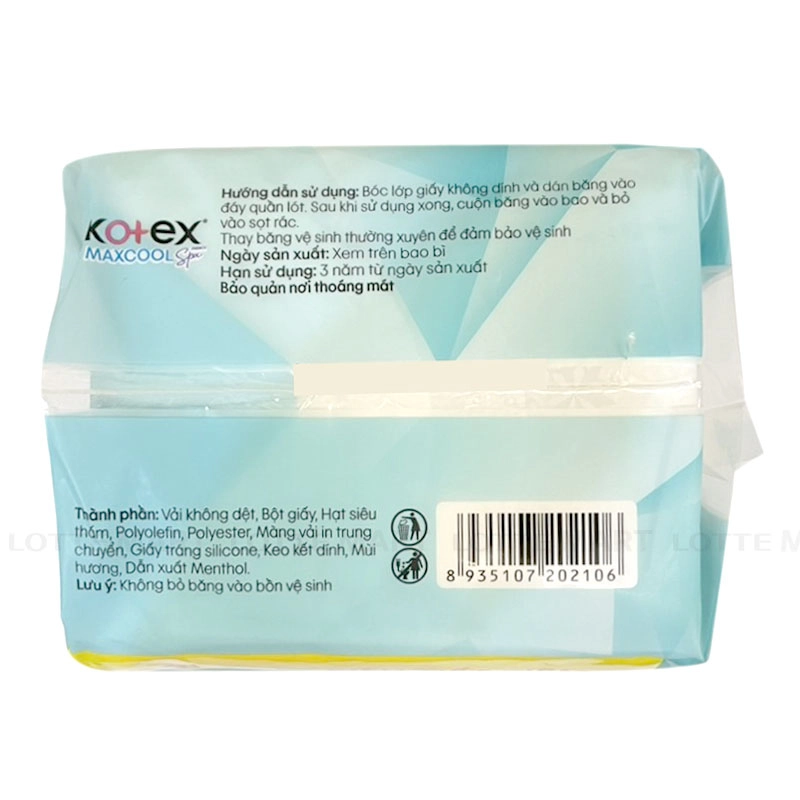 Kotex
MAXCOOL Spa
Hướng dẫn sử dụng: Bóc lớp giấy không dính và dán băng vào
đáy quần lót. Sau khi sử dụng xong, cuộn băng vào bao và bỏ
vào sọt rác.
Thay băng vệ sinh thường xuyên để đảm bảo vệ sinh
Ngày sản xuất: Xem trên bao bì
Hạn sử dụng: 3 năm từ ngày sản xuất
Bảo quản nơi thoáng mát
Thành phần: Vải không dệt, Bột giấy, Hạt siêu
thấm, Polyolefin, Polyester, Màng vải in trung
chuyển, Giấy tráng silicone, Keo kết dính, Mùi
hương, Dẫn xuất Menthol.
Lưu ý: Không bỏ băng vào bồn vệ sinh
8 935107 202106
LOTTE M